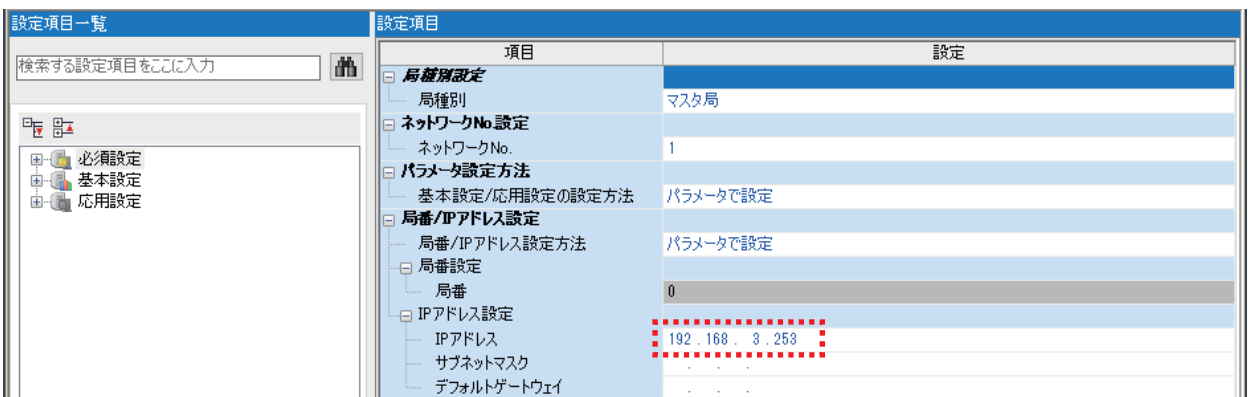 設定項目一覧
検索する設定項目をここに入力
必須設定
基本設定
応用設定
設定項目
項目 設定
局種別設定
局種別 マスタ局
ネットワークNo.設定
ネットワークNo. 1
パラメータ設定方法
基本設定/応用設定の設定方法 パラメータで設定
局番/IPアドレス設定
局番/IPアドレス設定方法 パラメータで設定
局番設定
局番 0
IPアドレス設定
IPアドレス 192 . 168 . 3 . 253
サブネットマスク . . .
デフォルトゲートウェイ . . .